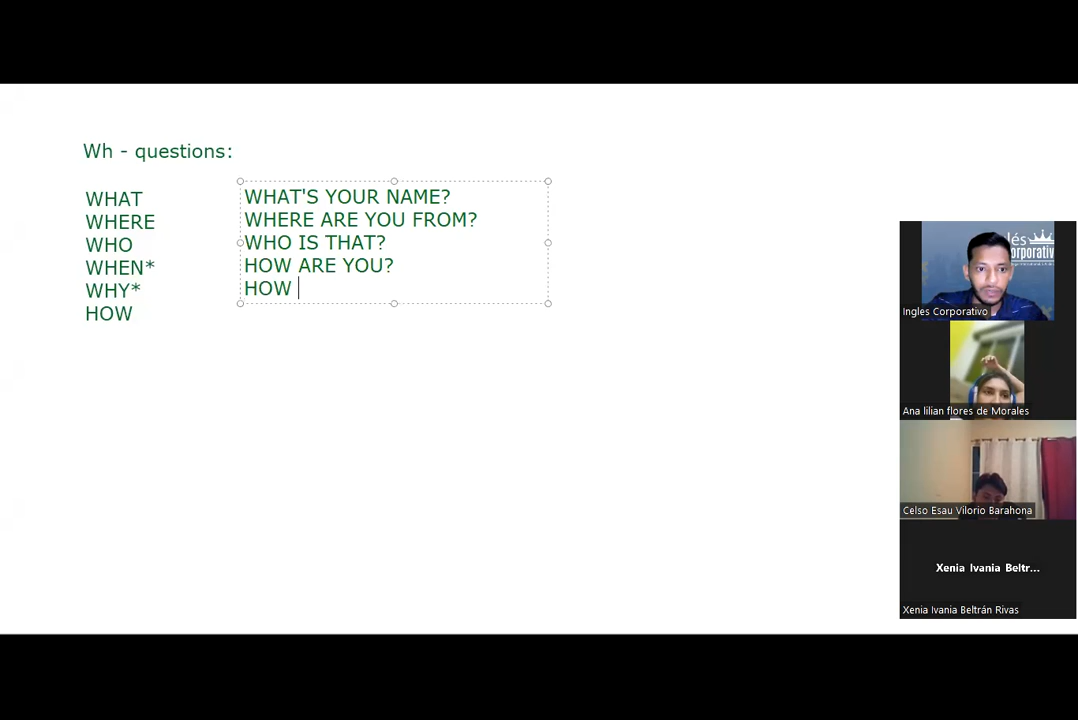 Wh - questions:
WHAT
WHERE
WHO
WHEN*
WHY*
HOW
WHAT'S YOUR NAME?
WHERE ARE YOU FROM?
WHO IS THAT?
HOW ARE YOU?
HOW
lés
orporativ
Ingles Corporativo
Ana lilian flores de Morales
Celso Esau Vilorio Barahona
Xenia Ivania Beltr...
Xenia Ivania Beltrán Rivas